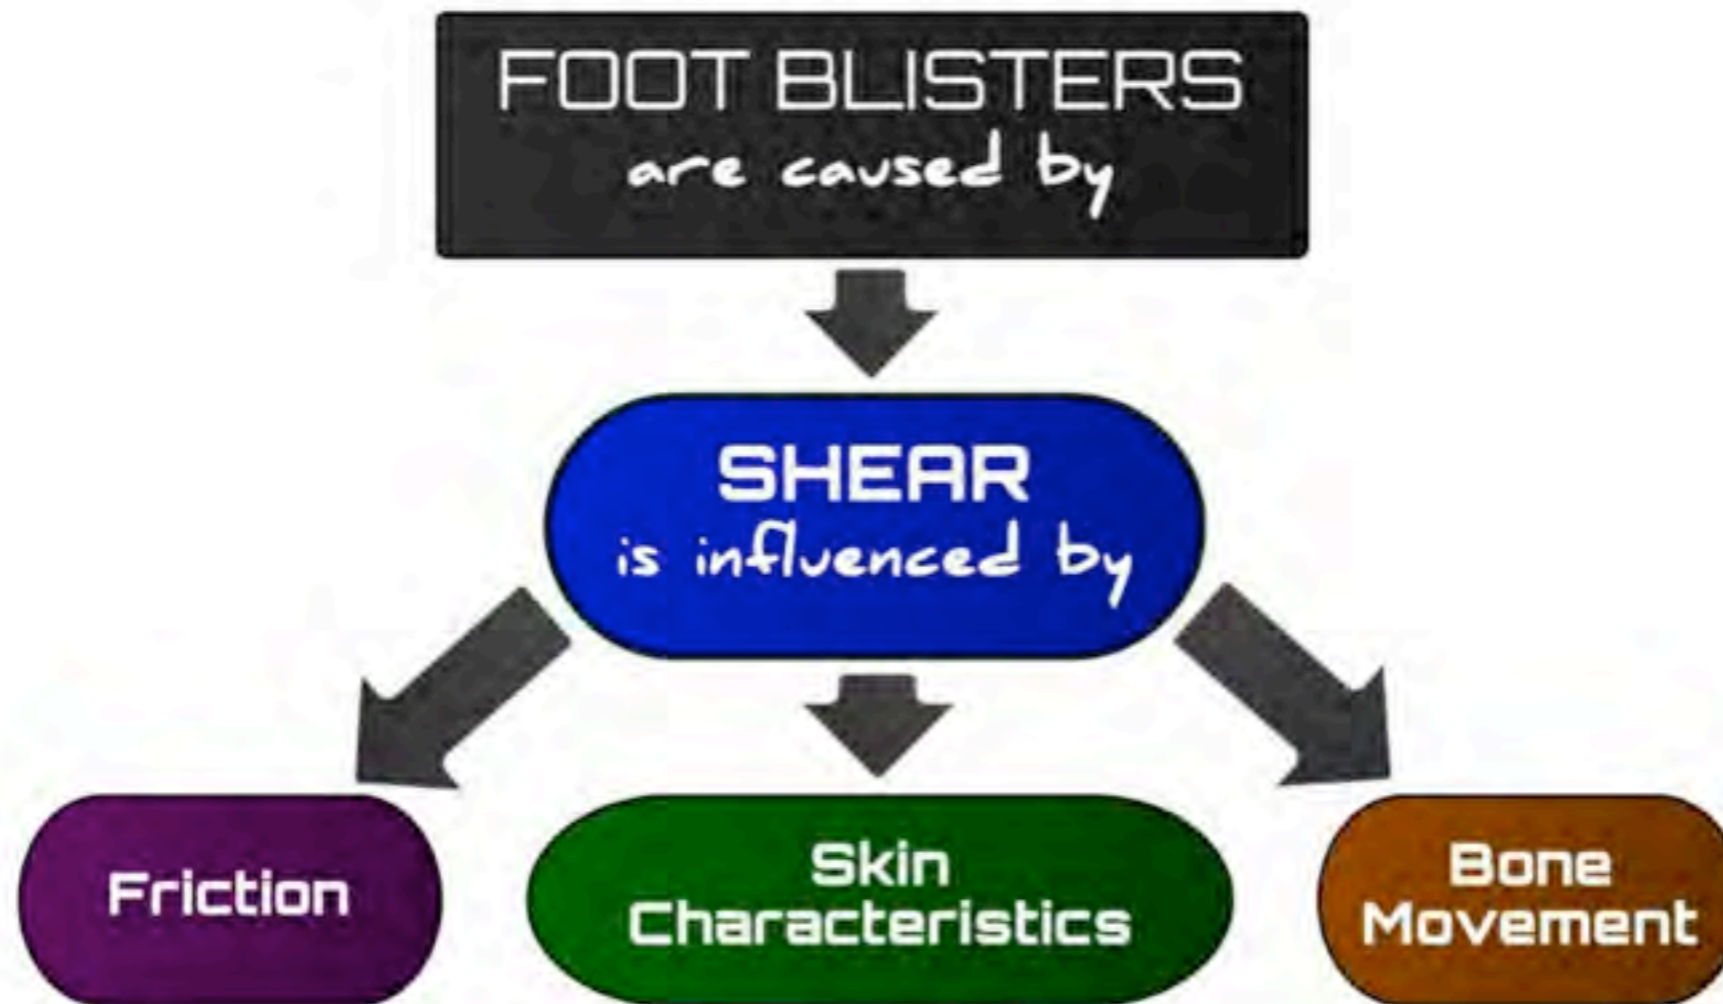 FOOT BLISTERS
are caused by
SHEAR
is influenced by
Friction
Skin
Characteristics
Bone
Movement